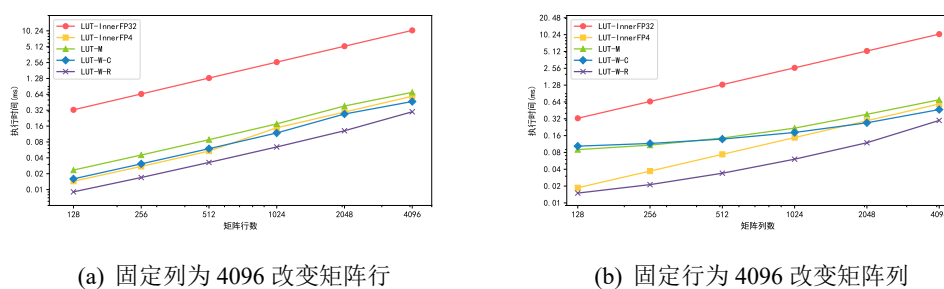 LUT-InnerFP32
LUT-InnerFP4
LUT-M
LUT-W-C
LUT-W-R
10.24
5.12
2.56
1.28
0.64
0.32
0.16
0.08
0.04
0.02
0.01
执行时间(ms)
128
256
512
1024
2048
4096
矩阵行数
(a) 固定列为 4096 改变矩阵行
LUT-InnerFP32
LUT-InnerFP4
LUT-M
LUT-W-C
LUT-W-R
20.48
10.24
5.12
2.56
1.28
0.64
0.32
0.16
0.08
0.04
0.02
0.01
执行时间(ms)
128
256
512
1024
2048
409
矩阵列数
(b) 固定行为 4096 改变矩阵列